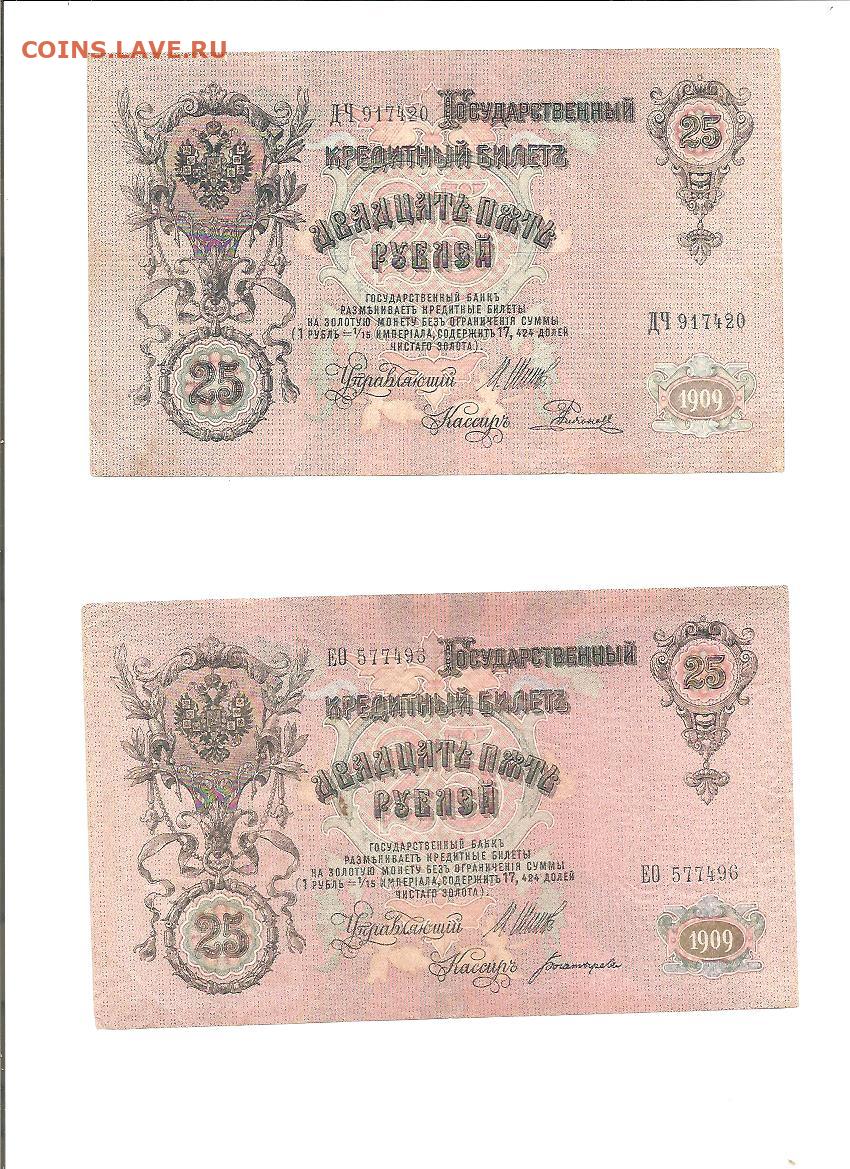 COINS.LAVE.RU
ДЧ 917420 Государственный
25
Кредитный Билетъ
Двадцать Пять
Рублей
ГОСУДАРСТВЕННЫЙ БАНКЪ
РАЗМѢНИВАЕТЪ КРЕДИТНЫЕ БИЛЕТЫ
НА ЗОЛОТУЮ МОНЕТУ БЕЗЪ ОГРАНИЧЕНІЯ СУММЫ
(1 РУБЛЬ = 1/15 ИМПЕРІАЛА, СОДЕРЖИТЪ 17, 424 ДОЛЕЙ
ЧИСТАГО ЗОЛОТА).
ДЧ 917420
25
Управляющій
Кассиръ
1909
ЕО 577496 Государственный
25
Кредитный Билетъ
Двадцать Пять
Рублей
ГОСУДАРСТВЕННЫЙ БАНКЪ
РАЗМѢНИВАЕТЪ КРЕДИТНЫЕ БИЛЕТЫ
НА ЗОЛОТУЮ МОНЕТУ БЕЗЪ ОГРАНИЧЕНІЯ СУММЫ
(1 РУБЛЬ = 1/15 ИМПЕРІАЛА, СОДЕРЖИТЪ 17, 424 ДОЛЕЙ
ЧИСТАГО ЗОЛОТА).
ЕО 577496
25
Управляющій
Кассиръ
1909